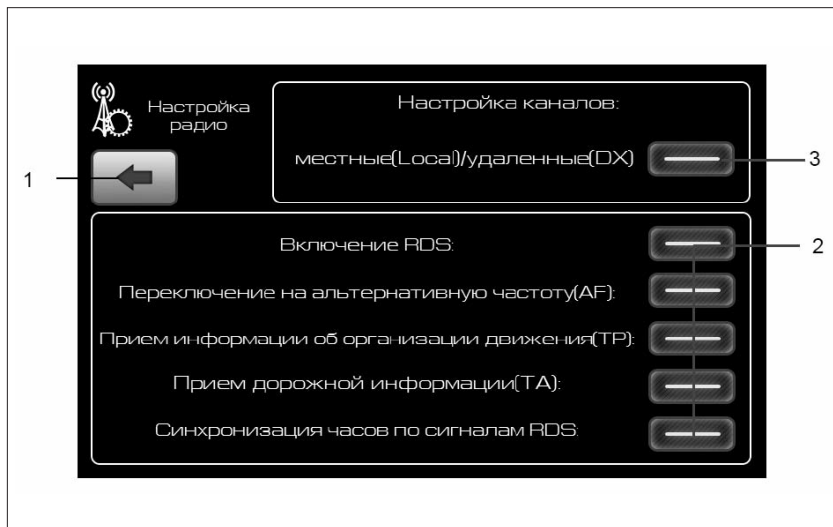 Настройка
радио
Настройка каналов:
местные(Local)/удаленные(DX)
3
1
Включение RDS:
2
Переключение на альтернативную частоту(AF):
Прием информации об организации движения(TP):
Прием дорожной информации(TA):
Синхронизация часов по сигналам RDS: